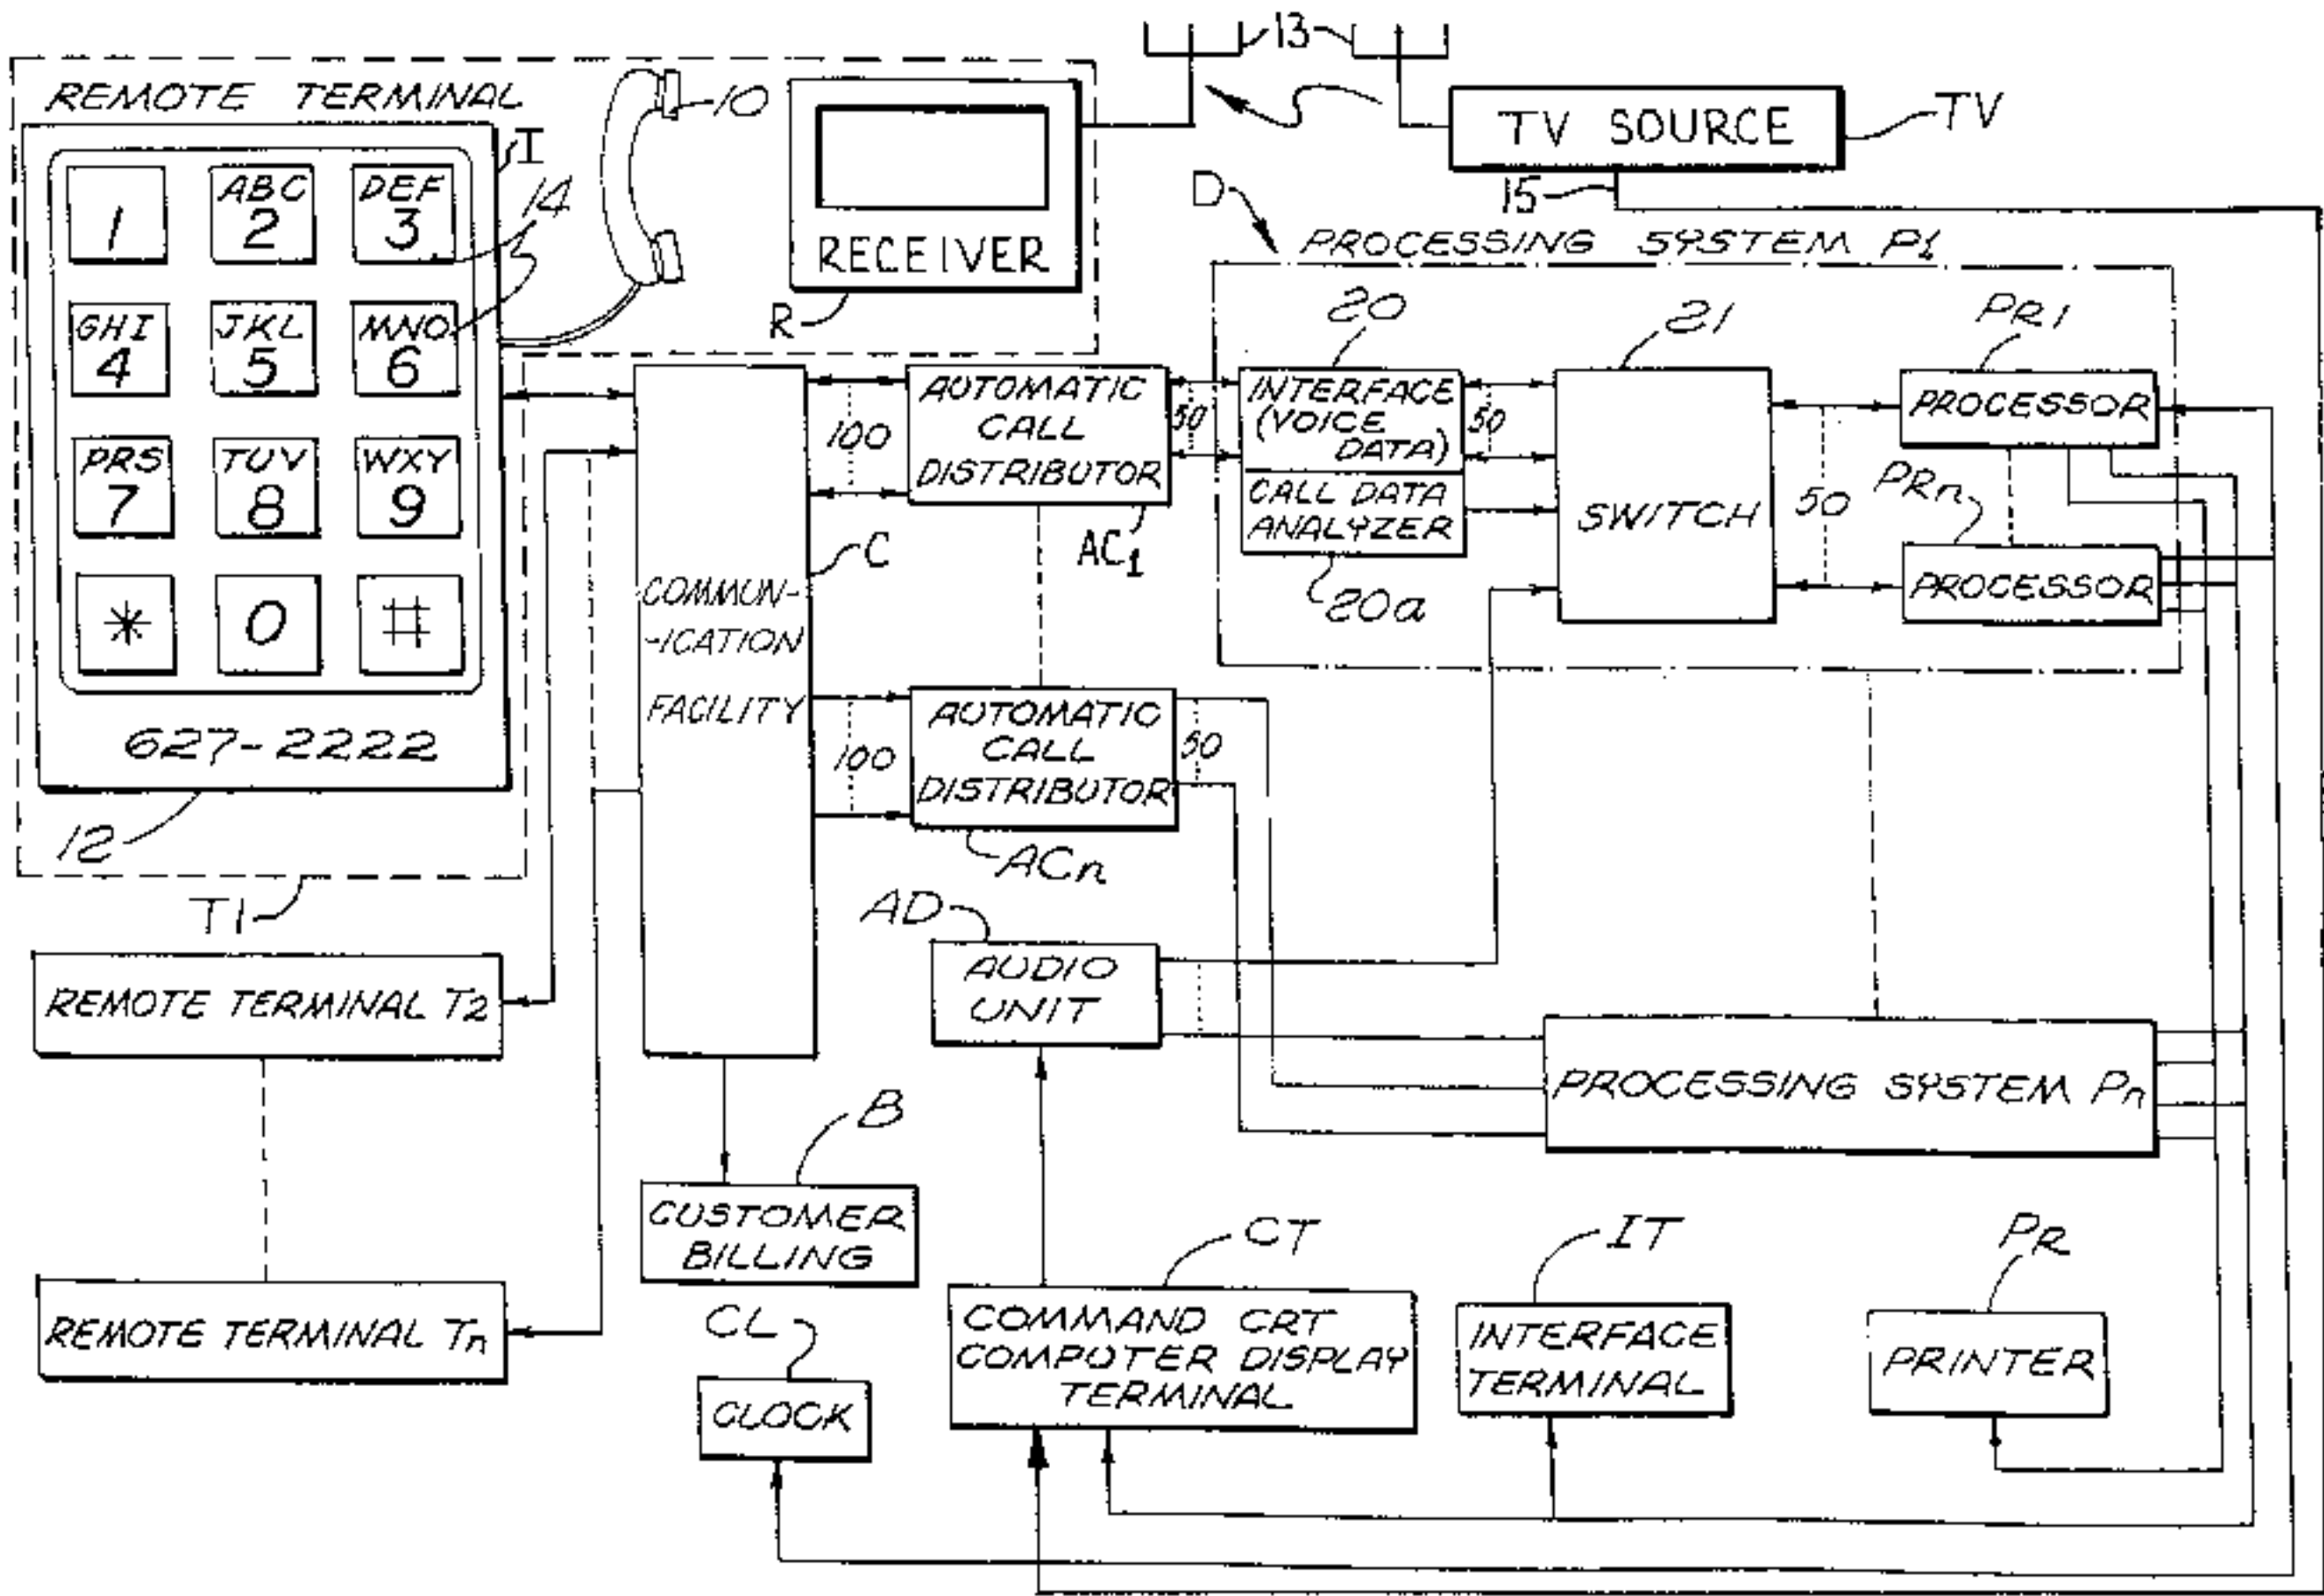 REMOTE TERMINAL
10
13
TV SOURCE
TV
I
14
1
ABC
2
DEF
3
GHI
4
JKL
5
MNO
6
PRS
7
TUV
8
WXY
9
*
0
#
627-2222
12
T1
RECEIVER
R
15
D
PROCESSING SYSTEM P1
20
21
PR1
100
AUTOMATIC
CALL
DISTRIBUTOR
AC1
50
INTERFACE
(VOICE
DATA)
CALL DATA
ANALYZER
20a
50
SWITCH
50
PROCESSOR
PRn
PROCESSOR
C
COMMUN-
-ICATION
FACILITY
100
AUTOMATIC
CALL
DISTRIBUTOR
ACn
50
AD
AUDIO
UNIT
REMOTE TERMINAL T2
PROCESSING SYSTEM Pn
B
CUSTOMER
BILLING
REMOTE TERMINAL Tn
CL
CLOCK
CT
COMMAND CRT
COMPUTER DISPLAY
TERMINAL
IT
INTERFACE
TERMINAL
PR
PRINTER